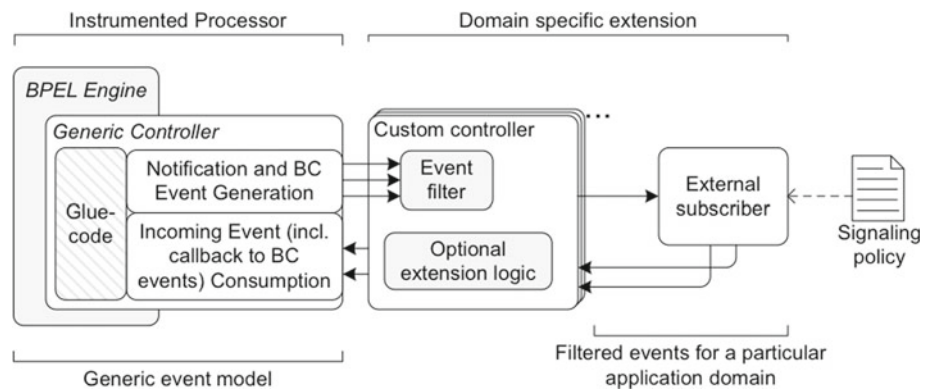 Instrumented Processor
Domain specific extension
BPEL Engine
Generic Controller
Glue-
code
Notification and BC
Event Generation
Incoming Event (incl.
callback to BC
events) Consumption
Custom controller
...
Event
filter
Optional
extension logic
External
subscriber
Signaling
policy
Generic event model
Filtered events for a particular
application domain